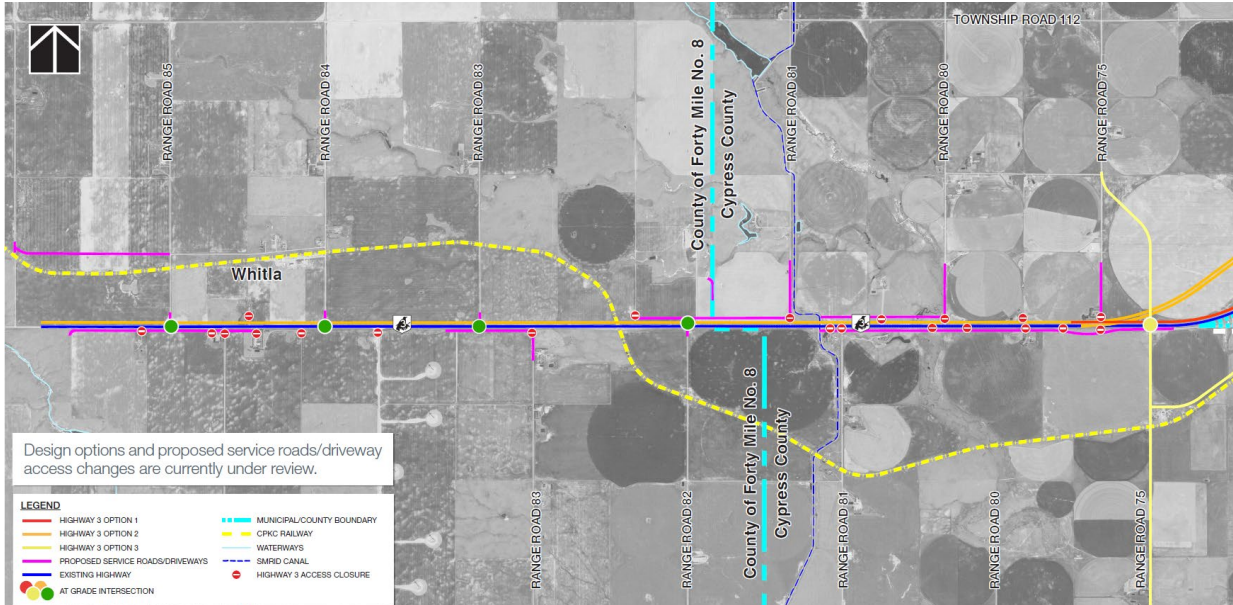 TOWNSHIP ROAD 112
RANGE ROAD 85
RANGE ROAD 84
RANGE ROAD 83
County of Forty Mile No. 8
Cypress County
RANGE ROAD 81
RANGE ROAD 80
RANGE ROAD 75
Whitla
RANGE ROAD 83
RANGE ROAD 82
County of Forty Mile No. 8
Cypress County
RANGE ROAD 81
RANGE ROAD 80
RANGE ROAD 75
Design options and proposed service roads/driveway
access changes are currently under review.
LEGEND
HIGHWAY 3 OPTION 1
HIGHWAY 3 OPTION 2
HIGHWAY 3 OPTION 3
PROPOSED SERVICE ROADS/DRIVEWAYS
EXISTING HIGHWAY
AT GRADE INTERSECTION
MUNICIPAL/COUNTY BOUNDARY
CPKC RAILWAY
WATERWAYS
SMRID CANAL
HIGHWAY 3 ACCESS CLOSURE